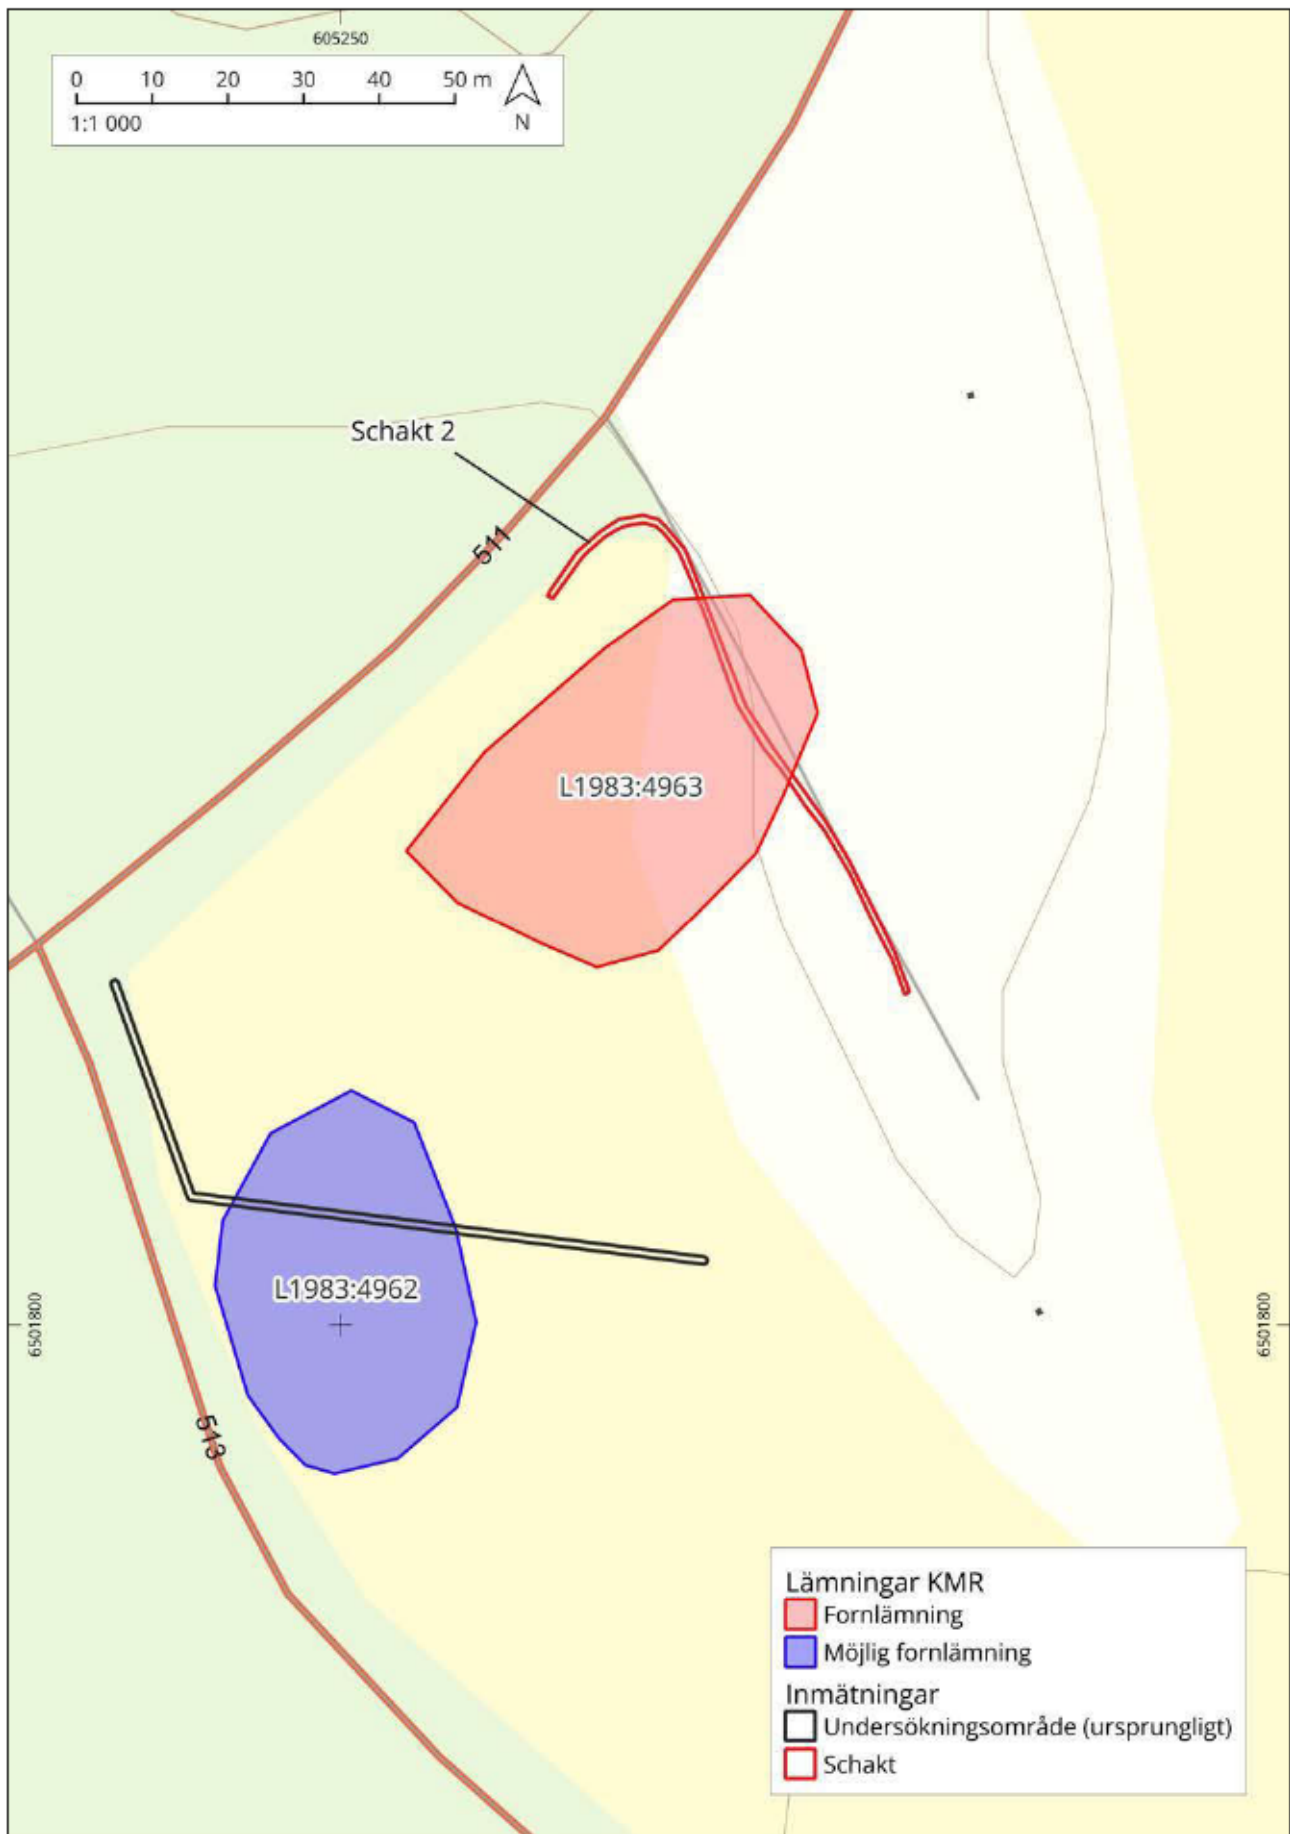 605250
0 10 20 30 40 50 m
1:1 000
N
Schakt 2
511
L1983:4963
L1983:4962
6501800
6501800
513
Lämningar KMR
Fornlämning
Möjlig fornlämning
Inmätningar
Undersökningsområde (ursprungligt)
Schakt